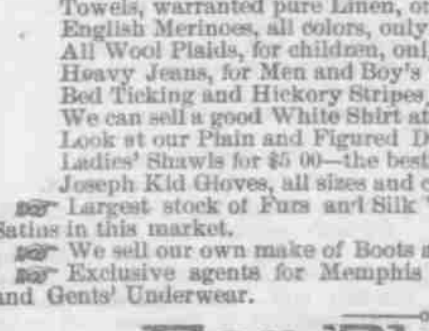 Towels, warranted pure Linen,
English Merinoes, all colors, only
All Wool Plaids, for children,
Heavy Jeans, for Men and Boy's
Bed Ticking and Hickory Stripes,
We can sell a good White Shirt at
Look at our Plain and Figured
Ladies' Shawls for $5 00—the best
Joseph Kid Gloves, all sizes and
☞ Largest stock of Furs and Silk
Satins in this market.
☞ We sell our own make of Boots
☞ Exclusive agents for Memphis
and Gents' Underwear.